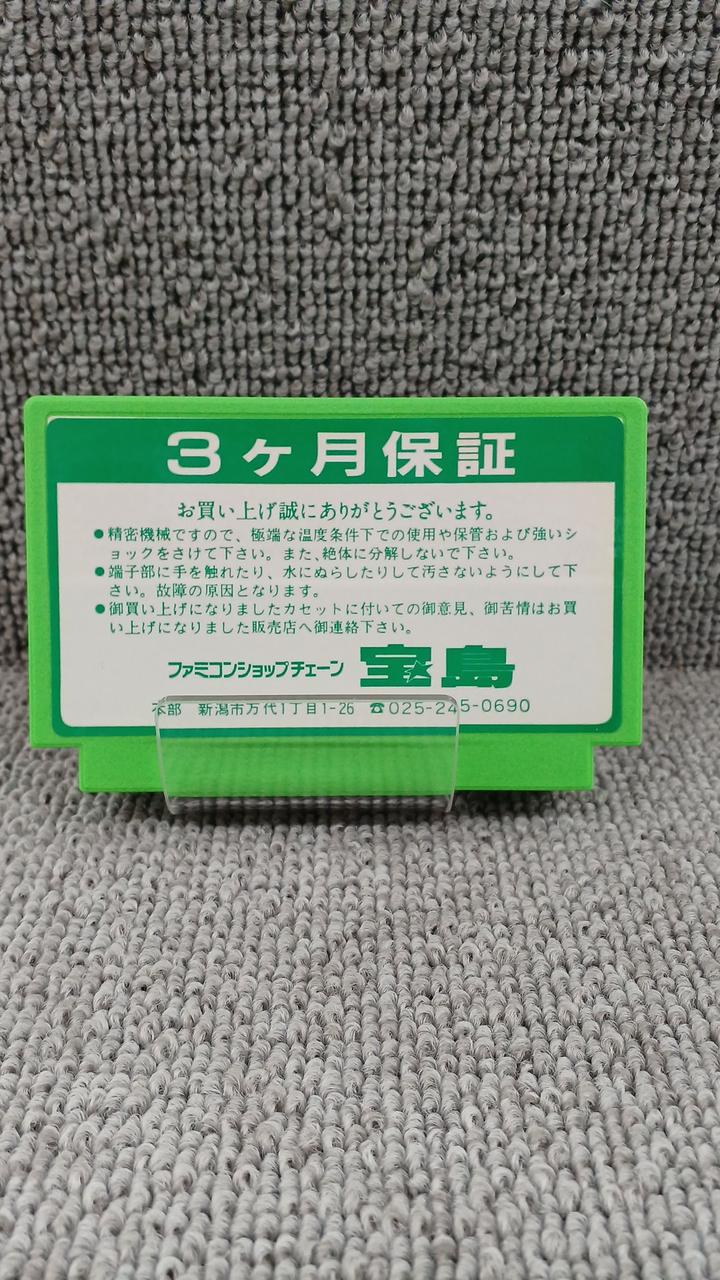 3ヶ月保証
お買い上げ誠にありがとうございます。
●精密機械ですので、極端な温度条件下での使用や保管および強いシ
ョックをさけて下さい。また、絶体に分解しないで下さい。
●端子部に手を触れたり、水にぬらしたりして汚さないようにして下
さい。故障の原因となります。
●御買い上げになりましたカセットに付いての御意見、御苦情はお買
い上げになりました販売店へ御連絡下さい。
ファミコンショップチェーン 宝島
本部 新潟市万代1丁目1-26 ☎025-245-0690